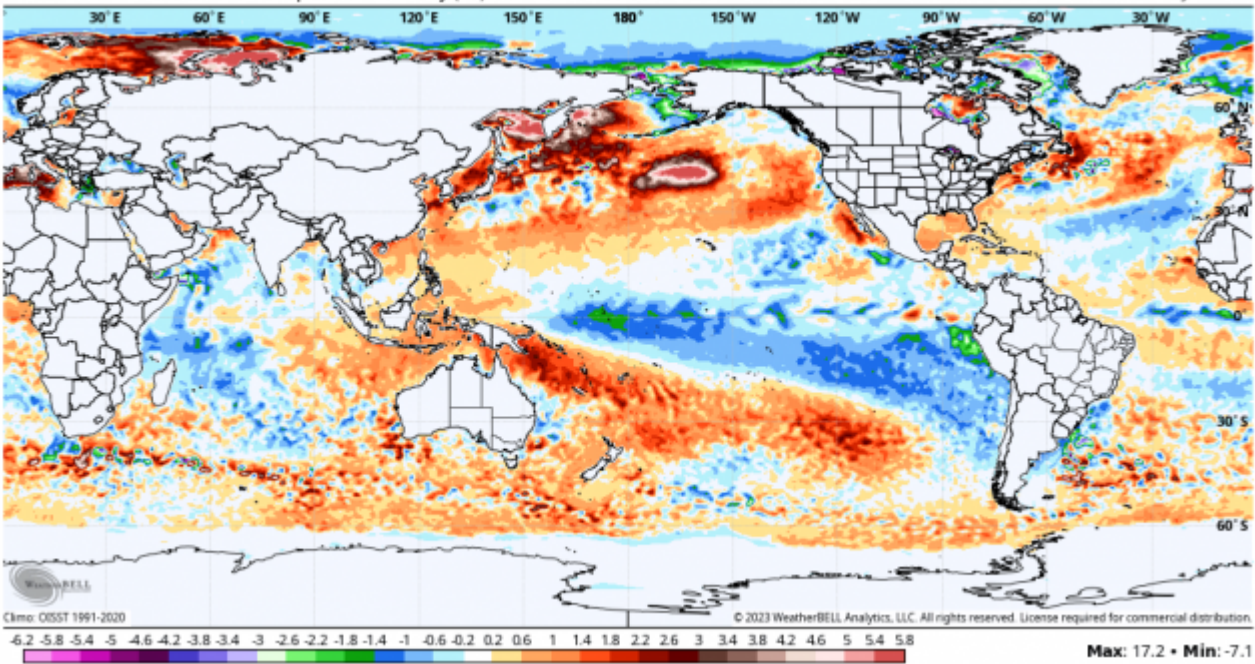 30°E 60°E 90°E 120°E 150°E 180° 150°W 120°W 90°W 60°W 30°W
60°N
30°N
0°
30°S
60°S
WeatherBELL
Climo: OISST 1991-2020
© 2023 WeatherBELL Analytics, LLC. All rights reserved. License required for commercial distribution.
-6.2 -5.8 -5.4 -5 -4.6 -4.2 -3.8 -3.4 -3 -2.6 -2.2 -1.8 -1.4 -1 -0.6 -0.2 0.2 0.6 1 1.4 1.8 2.2 2.6 3 3.4 3.8 4.2 4.6 5 5.4 5.8
Max: 17.2 • Min: -7.1